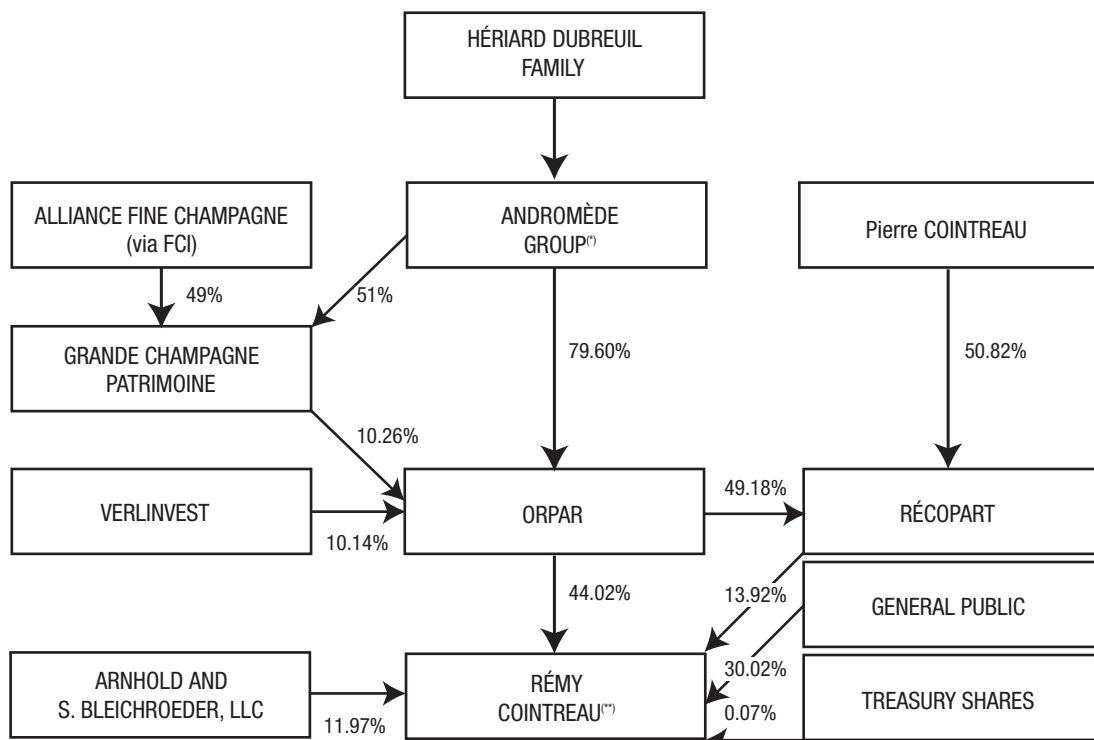 HÉRIARD DUBREUIL
FAMILY
ALLIANCE FINE CHAMPAGNE
(via FCI)
ANDROMÈDE
GROUP(*)
Pierre COINTREAU
49%
51%
GRANDE CHAMPAGNE
PATRIMOINE
79.60%
50.82%
10.26%
VERLINVEST
10.14%
ORPAR
49.18%
RÉCOPART
44.02%
13.92%
GENERAL PUBLIC
30.02%
ARNHOLD AND
S. BLEICHROEDER, LLC
11.97%
RÉMY
COINTREAU(**)
0.07%
TREASURY SHARES